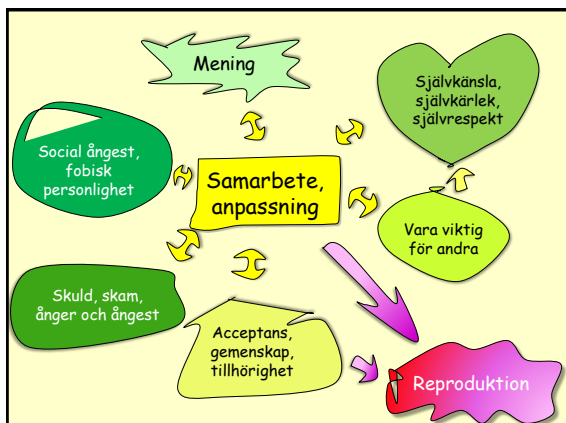 Mening
Självkänsla,
självkärlek,
självrespekt
Social ångest,
fobisk
personlighet
Samarbete,
anpassning
Vara viktig
för andra
Skuld, skam,
ånger och ångest
Acceptans,
gemenskap,
tillhörighet
Reproduktion